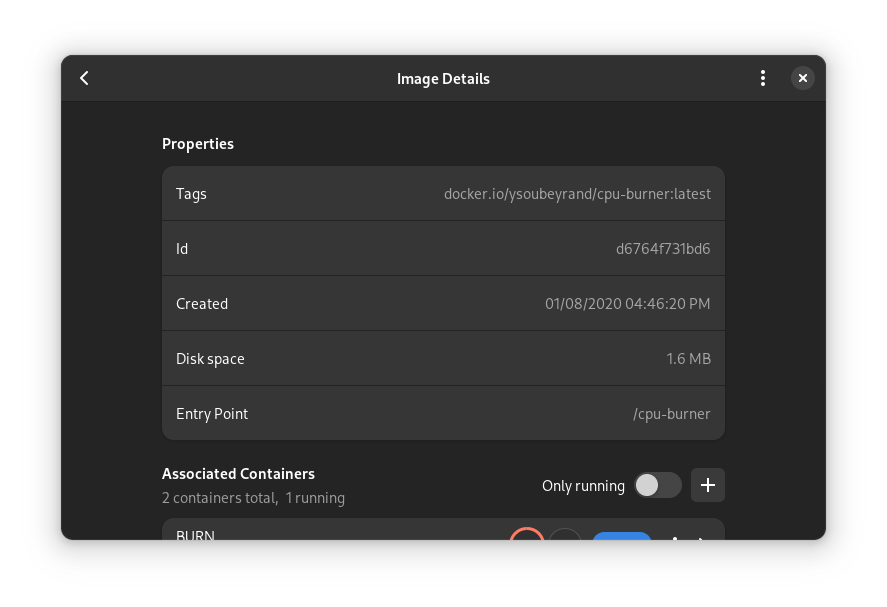 Image Details
Properties
Tags docker.io/ysoubeyrand/cpu-burner:latest
Id d6764f731bd6
Created 01/08/2020 04:46:20 PM
Disk space 1.6 MB
Entry Point /cpu-burner
Associated Containers
Only running
2 containers total, 1 running
BURN